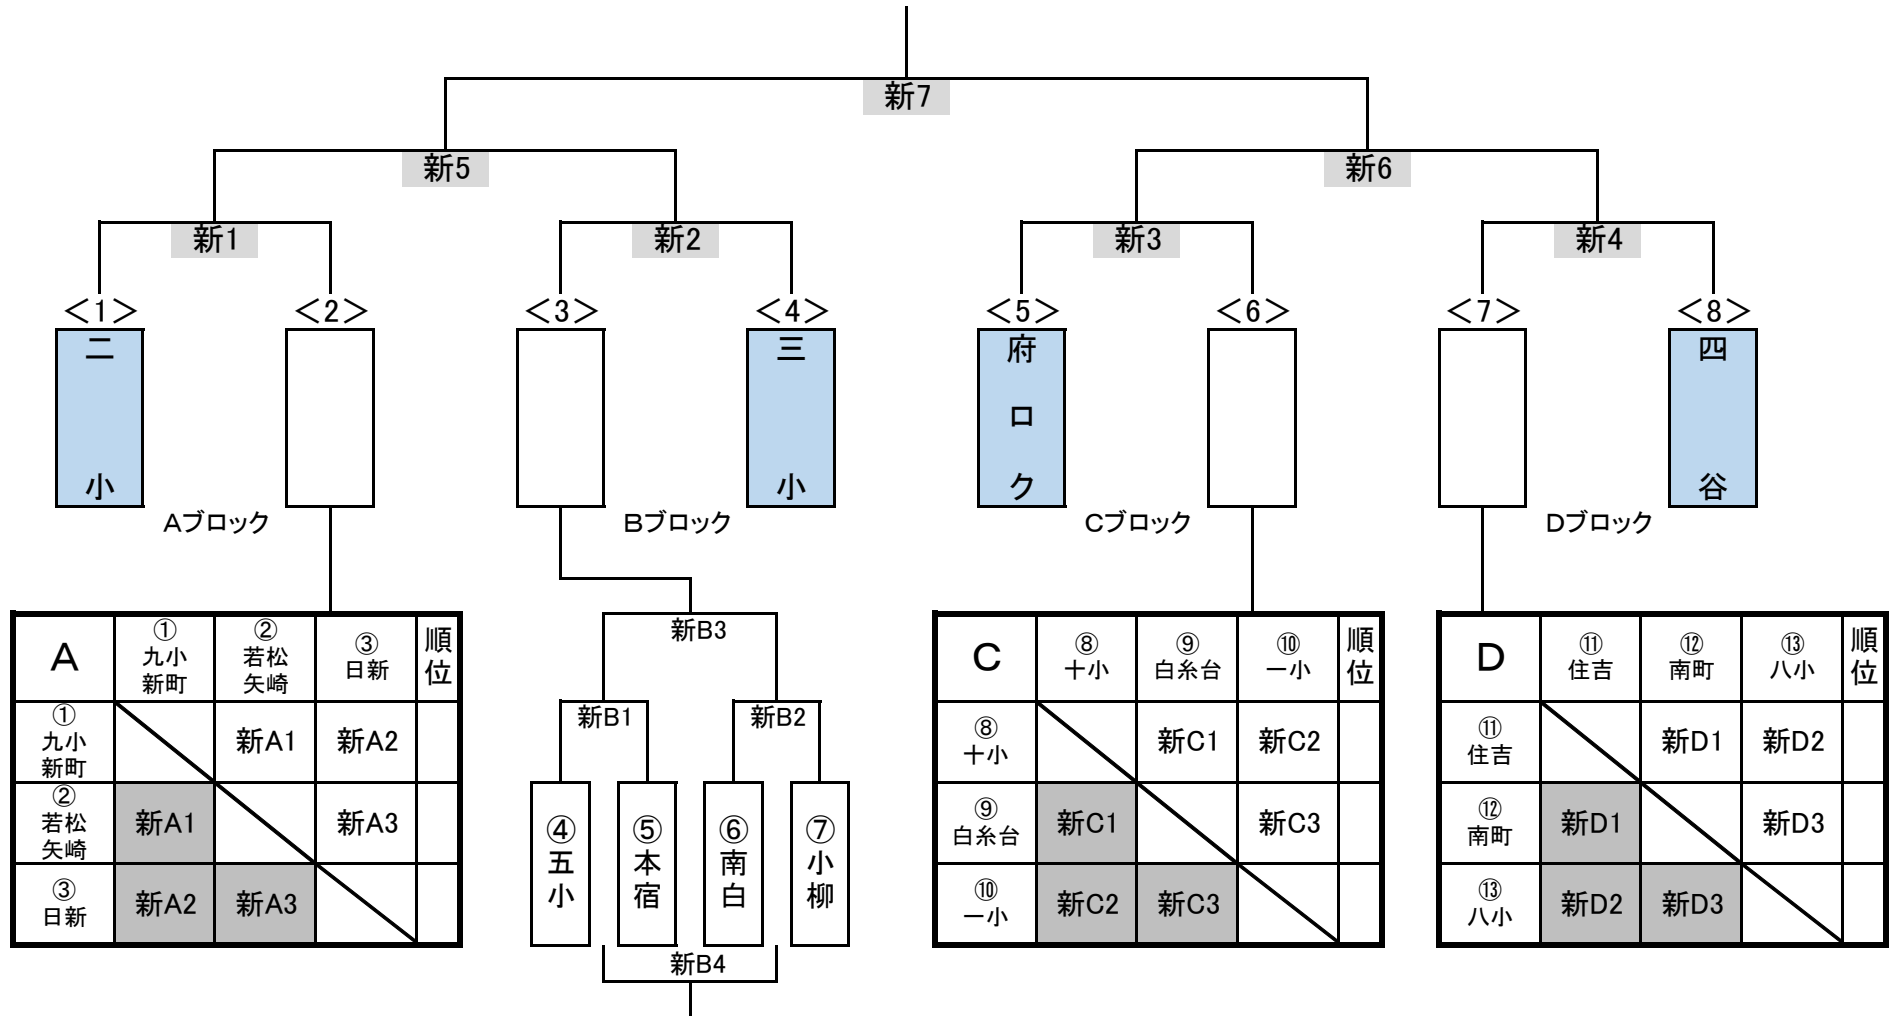 新7
新5
新6
新1
新2
新3
新4
＜1＞
＜2＞
＜3＞
＜4＞
＜5＞
＜6＞
＜7＞
＜8＞
二小
三小
府ロク
四谷
Aブロック
Bブロック
Cブロック
Dブロック
A
①
九小
新町
②
若松
矢崎
③
日新
順位
①
九小
新町
新A1
新A2
②
若松
矢崎
新A1
新A3
③
日新
新A2
新A3
新B3
新B1
新B2
④五小
⑤本宿
⑥南白
⑦小柳
新B4
C
⑧
十小
⑨
白糸台
⑩
一小
順位
⑧
十小
新C1
新C2
⑨
白糸台
新C1
新C3
⑩
一小
新C2
新C3
D
⑪
住吉
⑫
南町
⑬
八小
順位
⑪
住吉
新D1
新D2
⑫
南町
新D1
新D3
⑬
八小
新D2
新D3